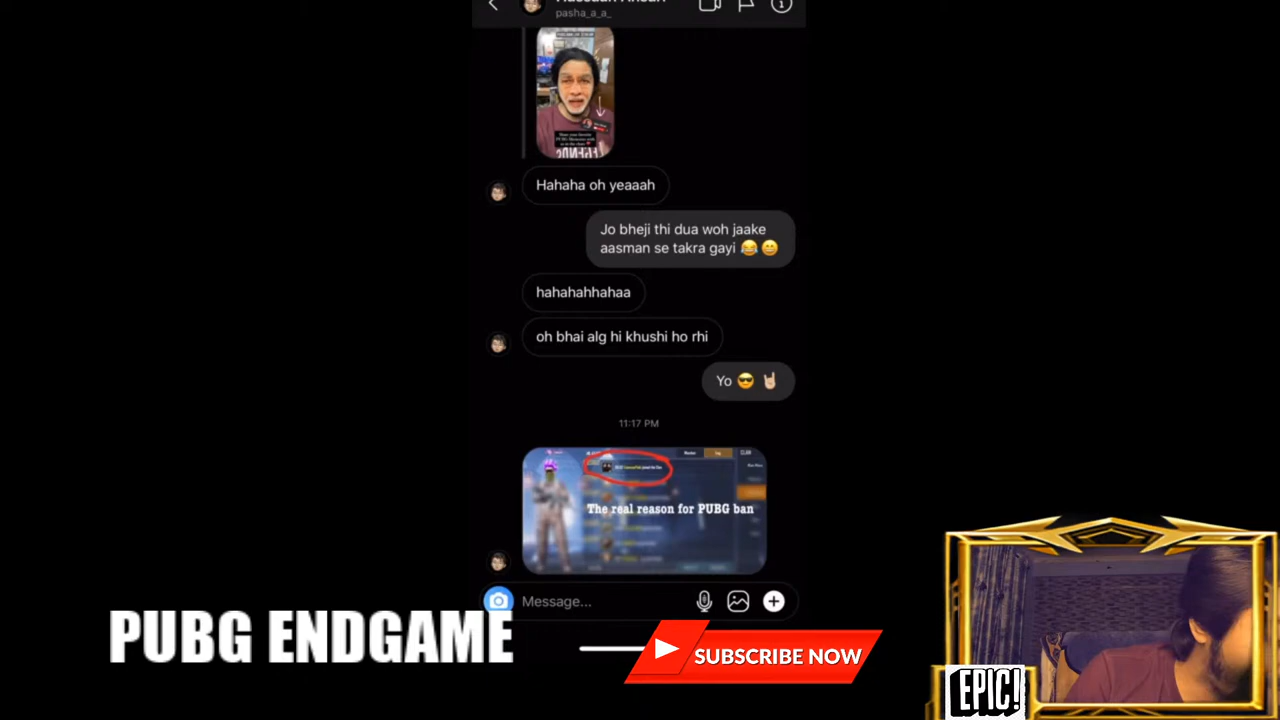 pasha_a_a_
Hahaha oh yeaaah
Jo bheji thi dua woh jaake
aasman se takra gayi 😂😄
hahahahhahaa
oh bhai alg hi khushi ho rhi
Yo 😎 🤘🏻
11:17 PM
The real reason for PUBG ban
Message...
PUBG ENDGAME
SUBSCRIBE NOW
EPIC!